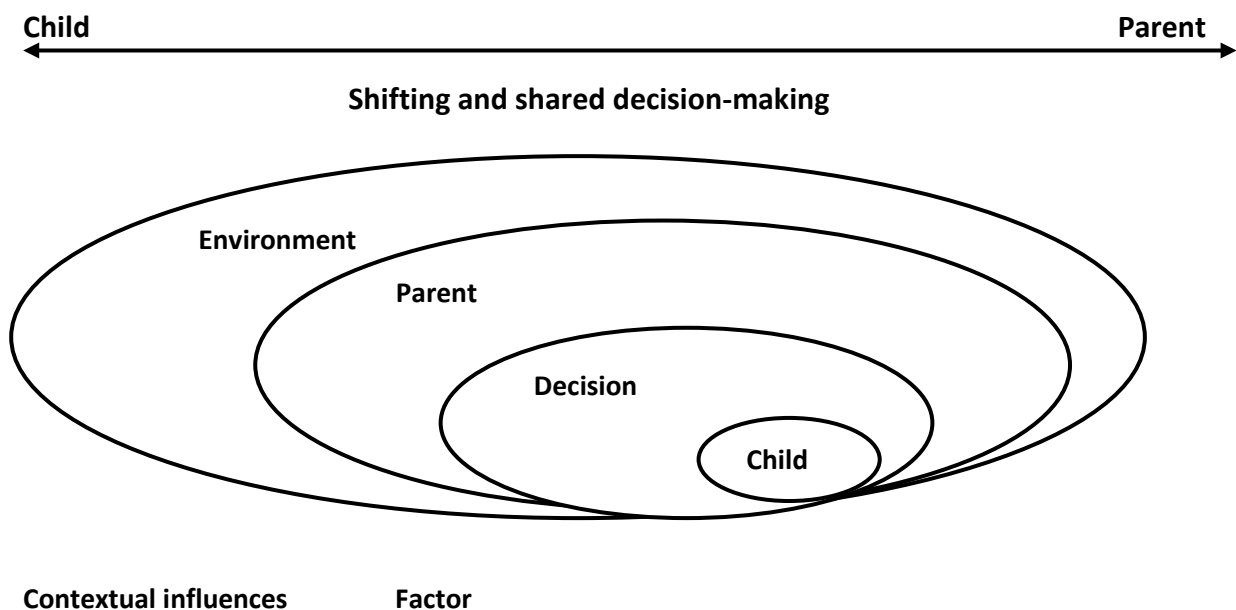 Child Parent
Shifting and shared decision-making
Environment
Parent
Decision
Child
Contextual influences Factor